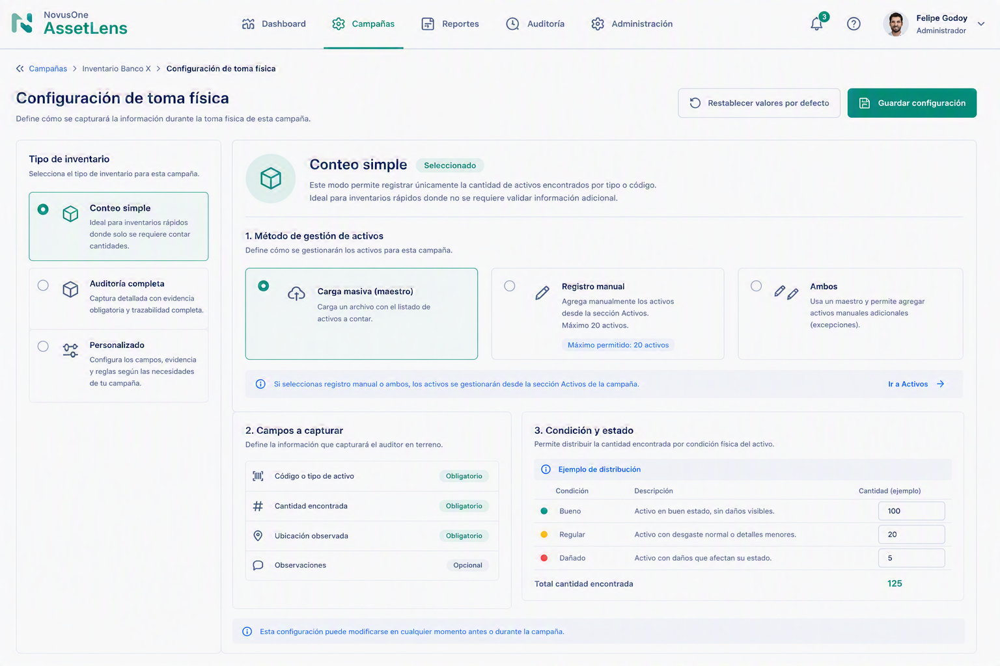 NovusOne
AssetLens
Dashboard
Campañas
Reportes
Auditoría
Administración
3
Felipe Godoy
Administrador
Campañas > Inventario Banco X > Configuración de toma física
Configuración de toma física
Define cómo se capturará la información durante la toma física de esta campaña.
Restablecer valores por defecto
Guardar configuración
Tipo de inventario
Selecciona el tipo de inventario para esta campaña.
Conteo simple
Ideal para inventarios rápidos
donde solo se requiere contar
cantidades.
Auditoría completa
Captura detallada con evidencia
obligatoria y trazabilidad completa.
Personalizado
Configura los campos, evidencia
y reglas según las necesidades
de tu campaña.
Conteo simple
Seleccionado
Este modo permite registrar únicamente la cantidad de activos encontrados por tipo o código.
Ideal para inventarios rápidos donde no se requiere validar información adicional.
1. Método de gestión de activos
Define cómo se gestionarán los activos para esta campaña.
Carga masiva (maestro)
Carga un archivo con el listado de
activos a contar.
Registro manual
Agrega manualmente los activos
desde la sección Activos.
Máximo 20 activos.
Máximo permitido: 20 activos
Ambos
Usa un maestro y permite agregar
activos manuales adicionales
(excepciones).
Si seleccionas registro manual o ambos, los activos se gestionarán desde la sección Activos de la campaña.
Ir a Activos
2. Campos a capturar
Define la información que capturará el auditor en terreno.
Código o tipo de activo
Obligatorio
Cantidad encontrada
Obligatorio
Ubicación observada
Obligatorio
Observaciones
Opcional
3. Condición y estado
Permite distribuir la cantidad encontrada por condición física del activo.
Ejemplo de distribución
Condición
Descripción
Cantidad (ejemplo)
Bueno
Activo en buen estado, sin daños visibles.
100
Regular
Activo con desgaste normal o detalles menores.
20
Dañado
Activo con daños que afectan su estado.
5
Total cantidad encontrada
125
Esta configuración puede modificarse en cualquier momento antes o durante la campaña.